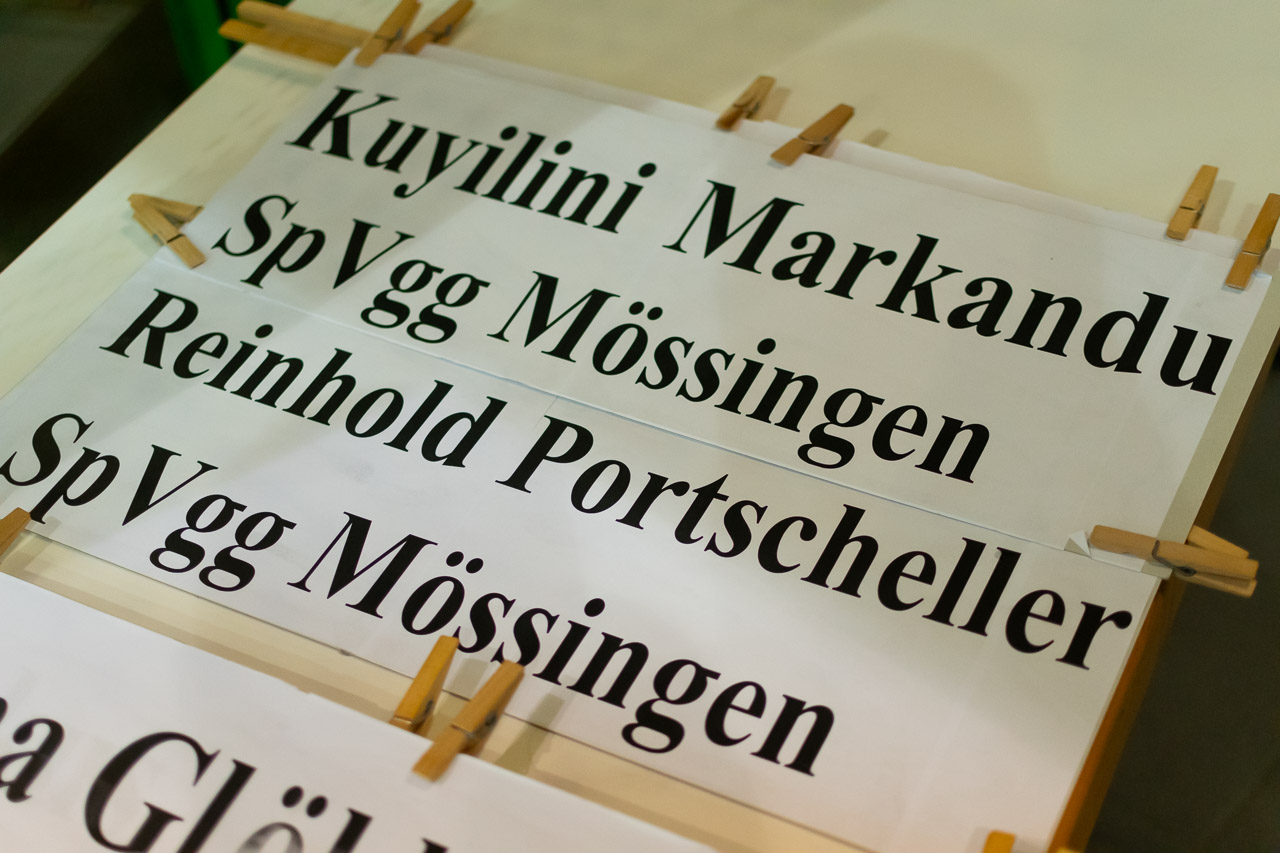 Kuyilini Markandu
SpVgg Mössingen
Reinhold Portscheller
SpVgg Mössingen